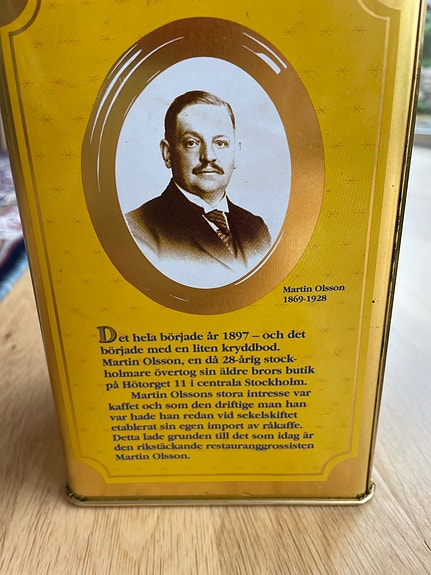 Martin Olsson
1869-1928
Det hela började år 1897 – och det
började med en liten kryddbod.
Martin Olsson, en då 28-årig stock-
holmare övertog sin äldre brors butik
på Hötorget 11 i centrala Stockholm.
Martin Olssons stora intresse var
kaffet och som den driftige man han
var hade han redan vid sekelskiftet
etablerat sin egen import av råkaffe.
Detta lade grunden till det som idag är
den rikstäckande restauranggrossisten
Martin Olsson.